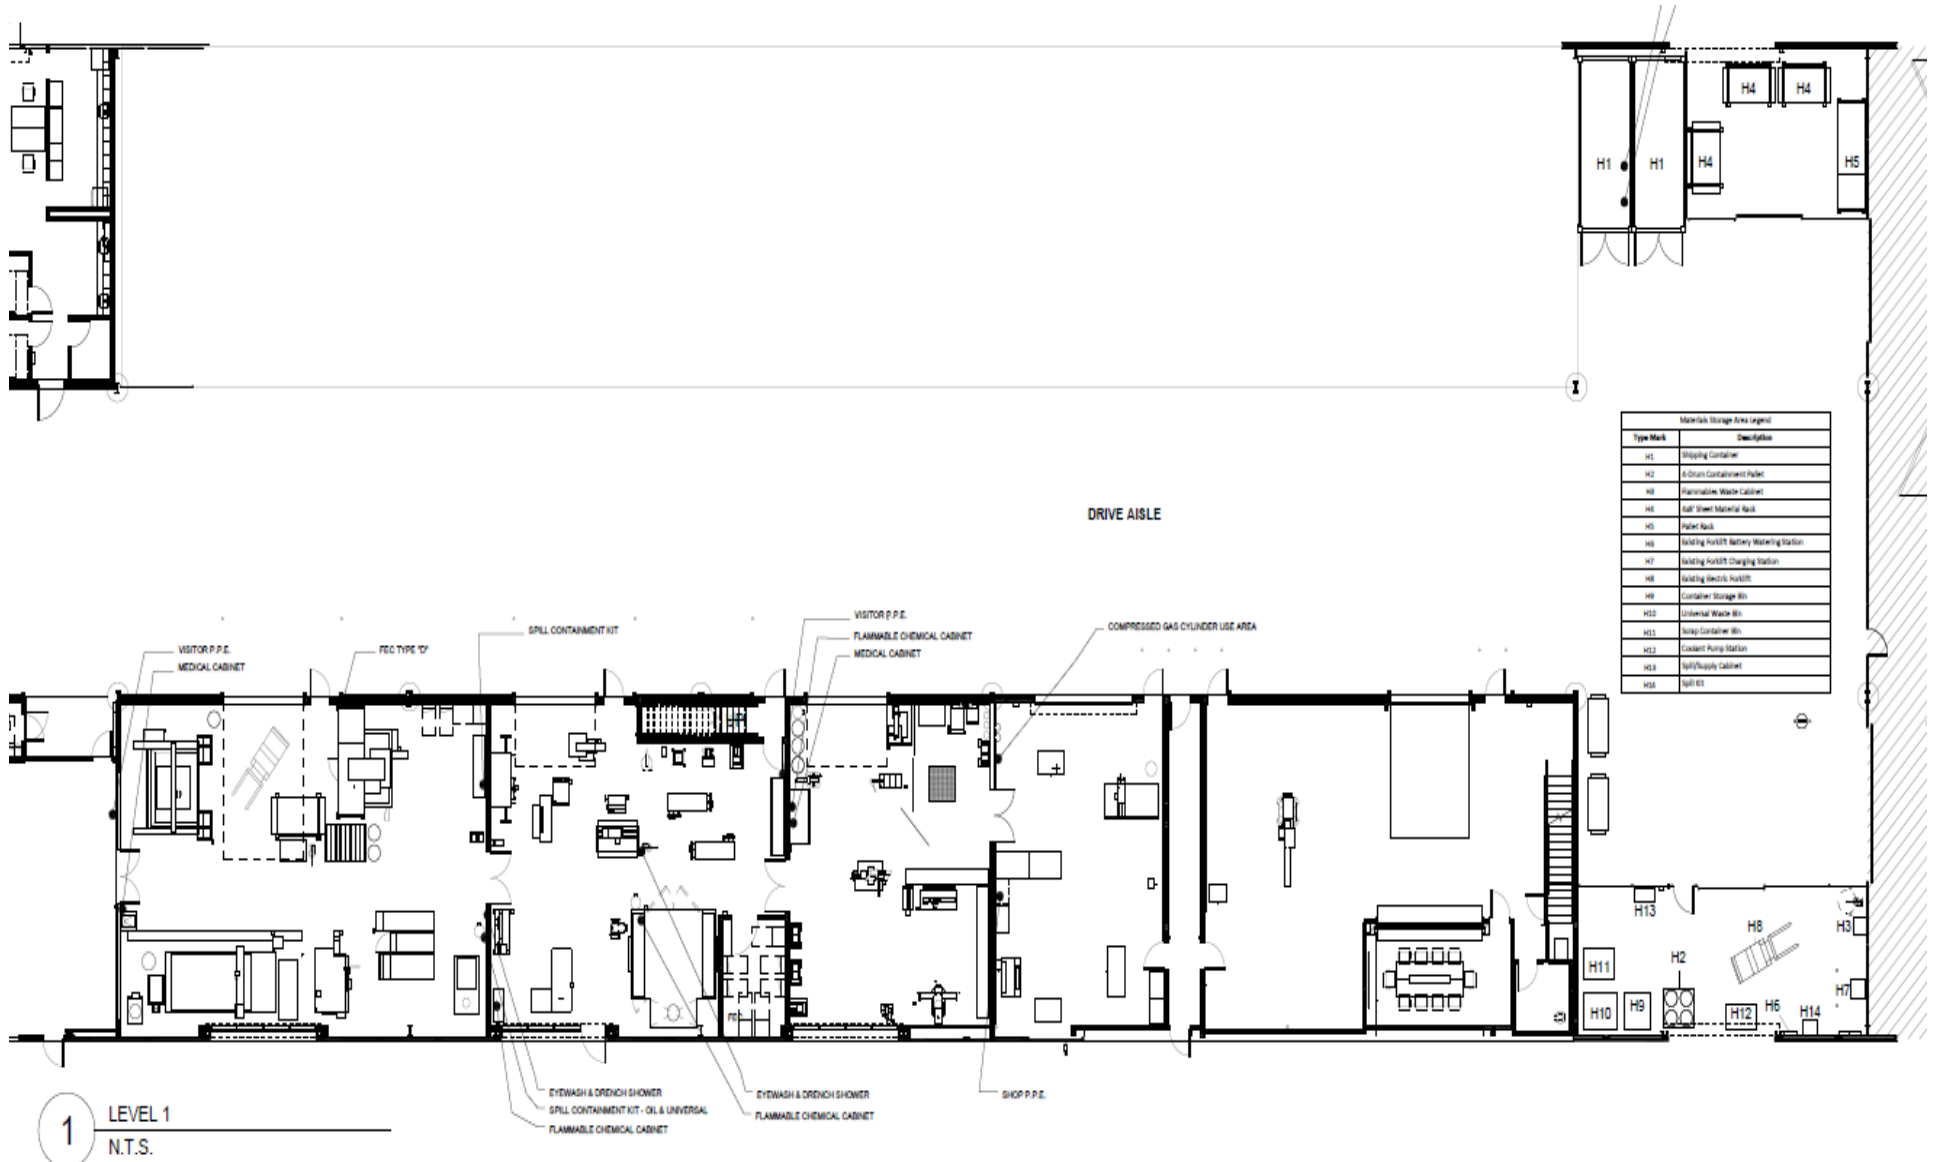 H4 H4
H1 H1 H4 H5
Materials Storage Area Legend
Type Mark Description
H1 Shipping Container
H2 4-Drum Containment Pallet
H3 Flammables Waste Cabinet
H4 4x8' Sheet Material Rack
H5 Pallet Rack
H6 Existing Forklift Battery Watering Station
H7 Existing Forklift Charging Station
H8 Existing Electric Forklift
H9 Container Storage Bin
H10 Universal Waste Bin
H11 Scrap Container Bin
H12 Coolant Pump Station
H13 Spill/Supply Cabinet
H14 Spill Kit
DRIVE AISLE
VISITOR P.P.E.
MEDICAL CABINET
FEC TYPE "D"
SPILL CONTAINMENT KIT
VISITOR P.P.E.
FLAMMABLE CHEMICAL CABINET
MEDICAL CABINET
COMPRESSED GAS CYLINDER USE AREA
H13
H8 H3
H11 H2
H7
H10 H9 H12 H6 H14
EYEWASH & DRENCH SHOWER
SPILL CONTAINMENT KIT - OIL & UNIVERSAL
FLAMMABLE CHEMICAL CABINET
EYEWASH & DRENCH SHOWER
FLAMMABLE CHEMICAL CABINET
SHOP P.P.E.
1 LEVEL 1
N.T.S.